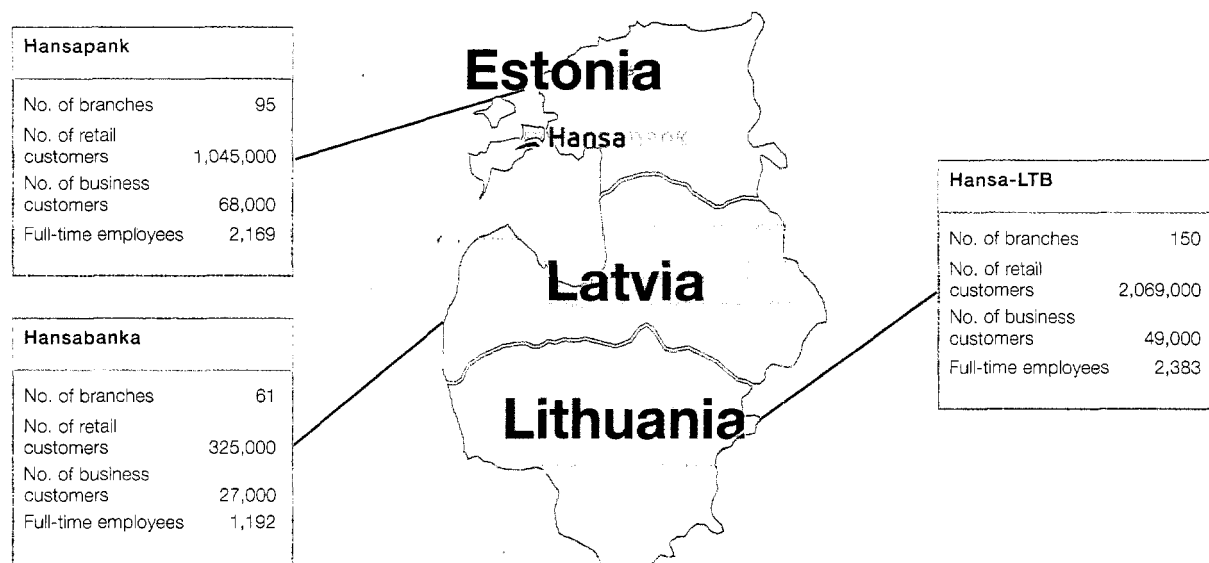 Hansapank
No. of branches 95
No. of retail
customers 1,045,000
No. of business
customers 68,000
Full-time employees 2,169
Estonia
Hansabank
Latvia
Lithuania
Hansabanka
No. of branches 61
No. of retail
customers 325,000
No. of business
customers 27,000
Full-time employees 1,192
Hansa-LTB
No. of branches 150
No. of retail
customers 2,069,000
No. of business
customers 49,000
Full-time employees 2,383